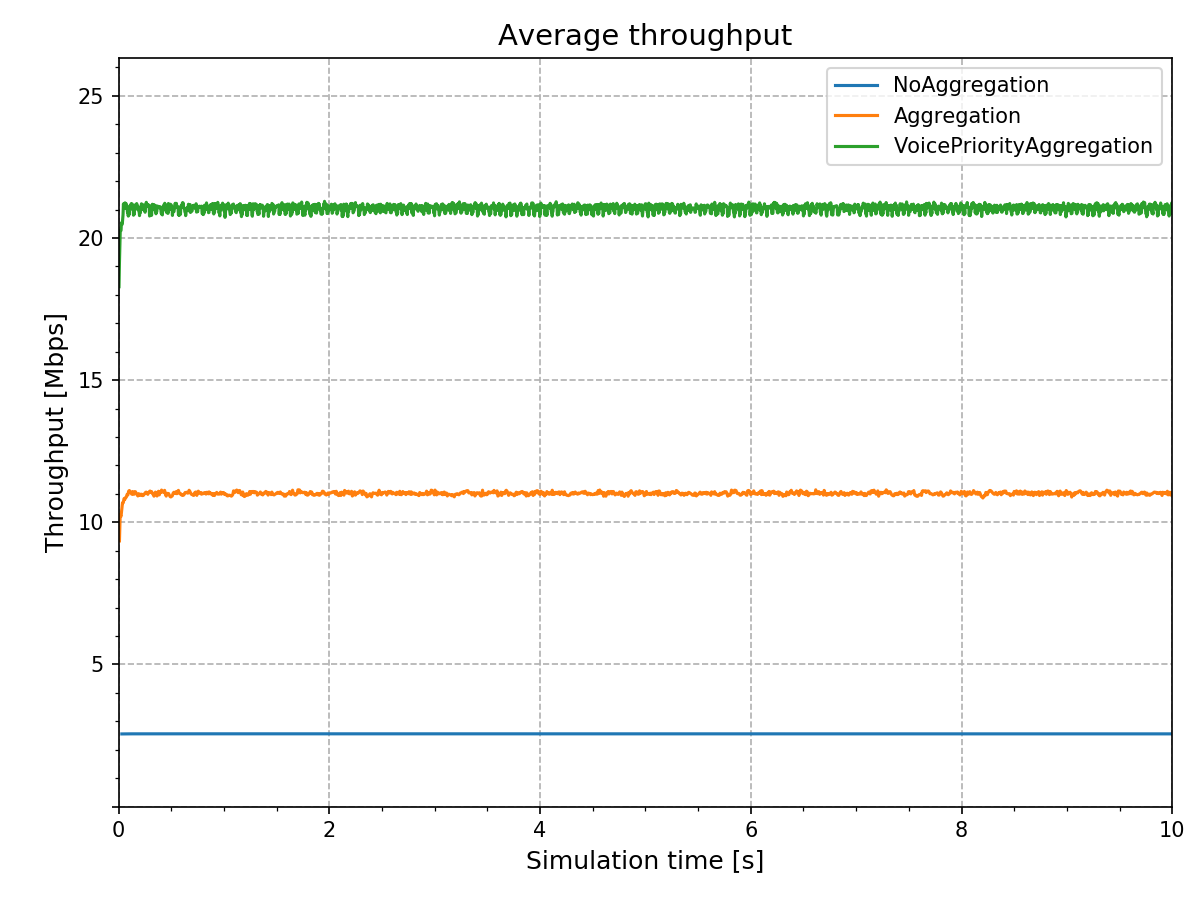 Average throughput
NoAggregation
Aggregation
VoicePriorityAggregation
25
20
15
10
5
Throughput [Mbps]
0
2
4
6
8
10
Simulation time [s]